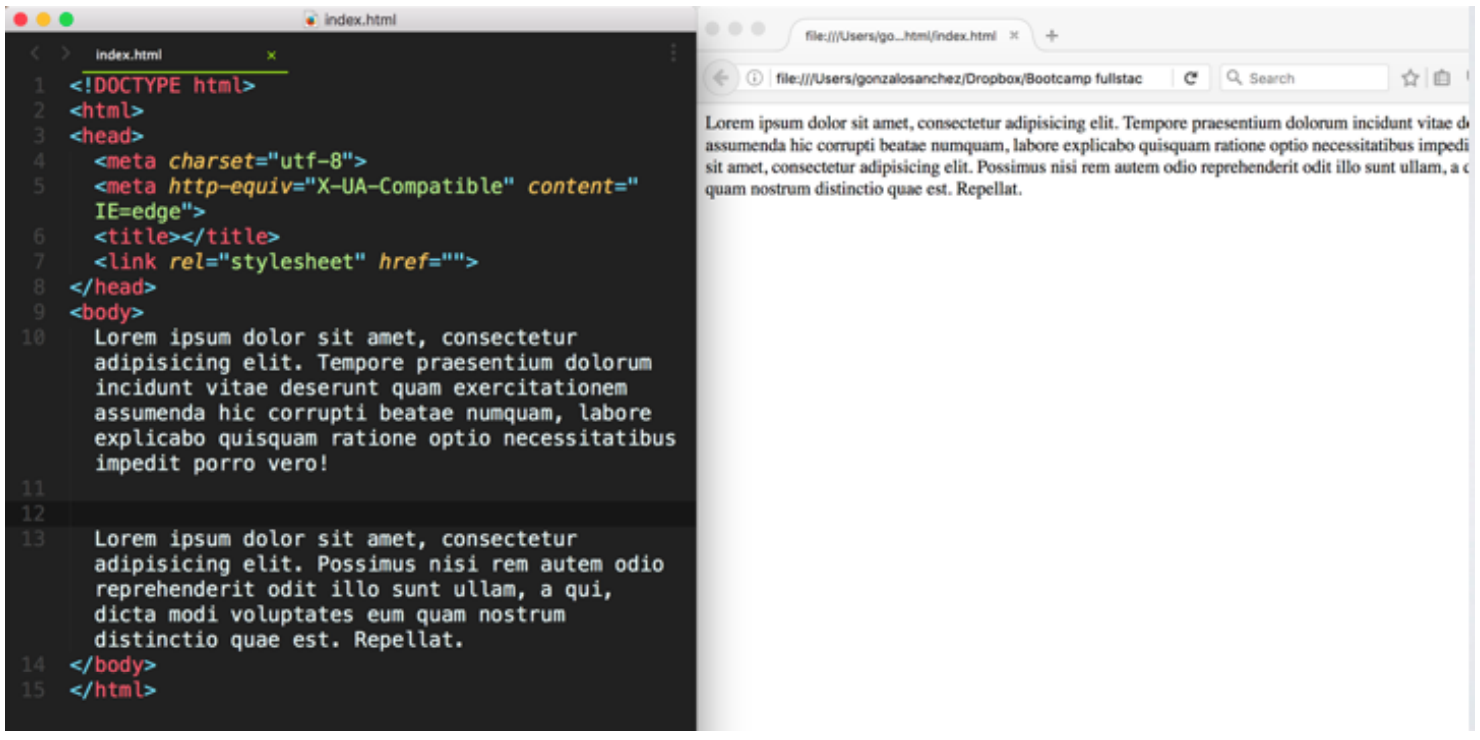 index.html
index.html ×
1 <!DOCTYPE html>
2 <html>
3 <head>
4 <meta charset="utf-8">
5 <meta http-equiv="X-UA-Compatible" content="
IE=edge">
6 <title></title>
7 <link rel="stylesheet" href="">
8 </head>
9 <body>
10 Lorem ipsum dolor sit amet, consectetur
adipisicing elit. Tempore praesentium dolorum
incidunt vitae deserunt quam exercitationem
assumenda hic corrupti beatae numquam, labore
explicabo quisquam ratione optio necessitatibus
impedit porro vero!
11
12
13 Lorem ipsum dolor sit amet, consectetur
adipisicing elit. Possimus nisi rem autem odio
reprehenderit odit illo sunt ullam, a qui,
dicta modi voluptates eum quam nostrum
distinctio quae est. Repellat.
14 </body>
15 </html>
file:///Users/go...html/index.html × +
file:///Users/gonzalosanchez/Dropbox/Bootcamp fullstac Search
Lorem ipsum dolor sit amet, consectetur adipisicing elit. Tempore praesentium dolorum incidunt vitae d
assumenda hic corrupti beatae numquam, labore explicabo quisquam ratione optio necessitatibus impedi
sit amet, consectetur adipisicing elit. Possimus nisi rem autem odio reprehenderit odit illo sunt ullam, a
quam nostrum distinctio quae est. Repellat.